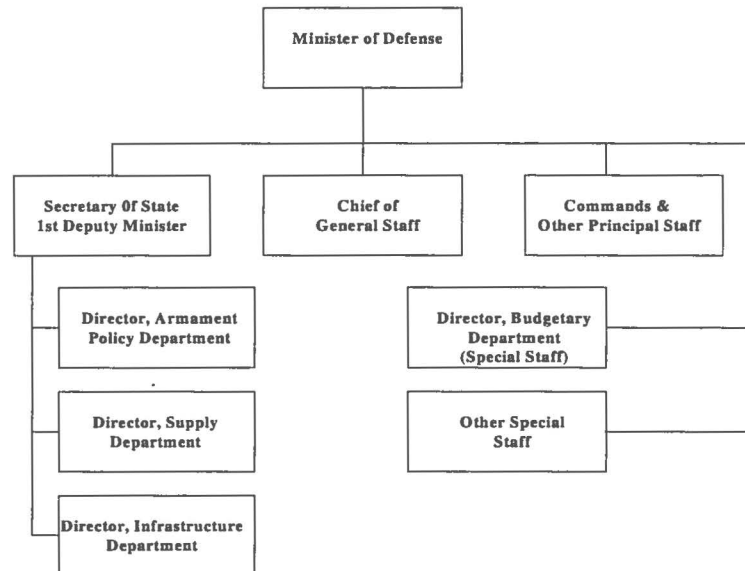 Minister of Defense
Secretary 0f State
1st Deputy Minister
Chief of
General Staff
Commands &
Other Principal Staff
Director, Armament
Policy Department
Director, Budgetary
Department
(Special Staff)
Director, Supply
Department
Other Special
Staff
Director, Infrastructure
Department